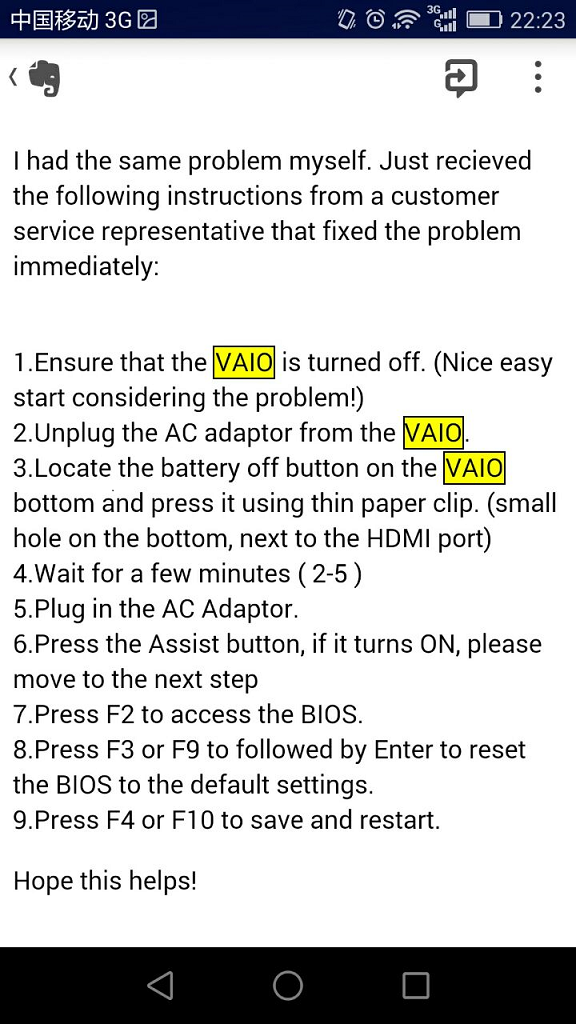 中国移动 3G 3G G 22:23
I had the same problem myself. Just recieved
the following instructions from a customer
service representative that fixed the problem
immediately:
1.Ensure that the VAIO is turned off. (Nice easy
start considering the problem!)
2.Unplug the AC adaptor from the VAIO.
3.Locate the battery off button on the VAIO
bottom and press it using thin paper clip. (small
hole on the bottom, next to the HDMI port)
4.Wait for a few minutes ( 2-5 )
5.Plug in the AC Adaptor.
6.Press the Assist button, if it turns ON, please
move to the next step
7.Press F2 to access the BIOS.
8.Press F3 or F9 to followed by Enter to reset
the BIOS to the default settings.
9.Press F4 or F10 to save and restart.
Hope this helps!